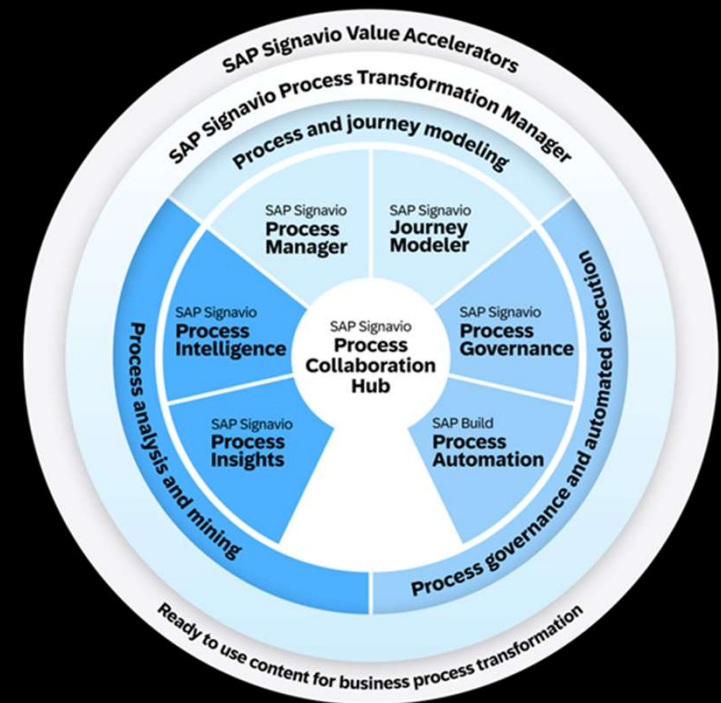 SAP Signavio Value Accelerators
SAP Signavio Process Transformation Manager
Process and journey modeling
SAP Signavio
Process
Manager
SAP Signavio
Journey
Modeler
SAP Signavio
Process
Intelligence
SAP Signavio
Process
Collaboration
Hub
SAP Signavio
Process
Governance
SAP Signavio
Process
Insights
SAP Build
Process
Automation
Process analysis and mining
Process governance and automated execution
Ready to use content for business process transformation